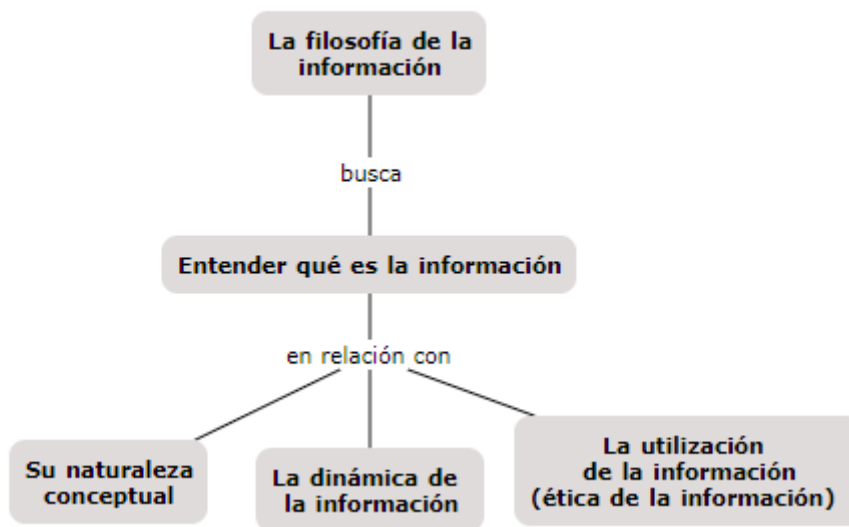 La filosofía de la
información
busca
Entender qué es la información
en relación con
Su naturaleza
conceptual
La dinámica de
la información
La utilización
de la información
(ética de la información)